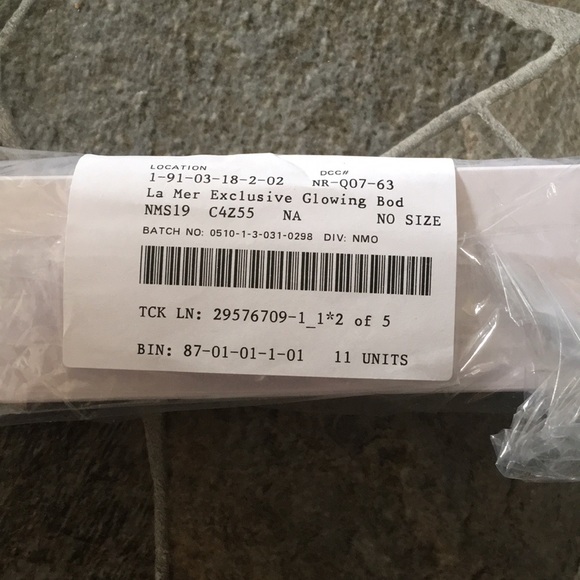 LOCATION DCC#
1-91-03-18-2-02 NR-Q07-63
La Mer Exclusive Glowing Bod
NMS19 C4Z55 NA NO SIZE
BATCH NO: 0510-1-3-031-0298 DIV: NMO
TCK LN: 29576709-1_1*2 of 5
BIN: 87-01-01-1-01 11 UNITS